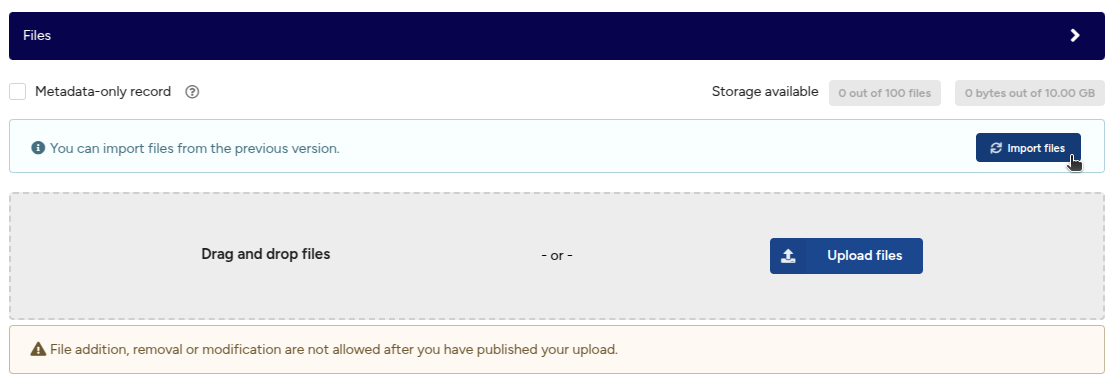 Files
Metadata-only record
Storage available 0 out of 100 files 0 bytes out of 10.00 GB
You can import files from the previous version.
Import files
Drag and drop files
- or -
Upload files
File addition, removal or modification are not allowed after you have published your upload.